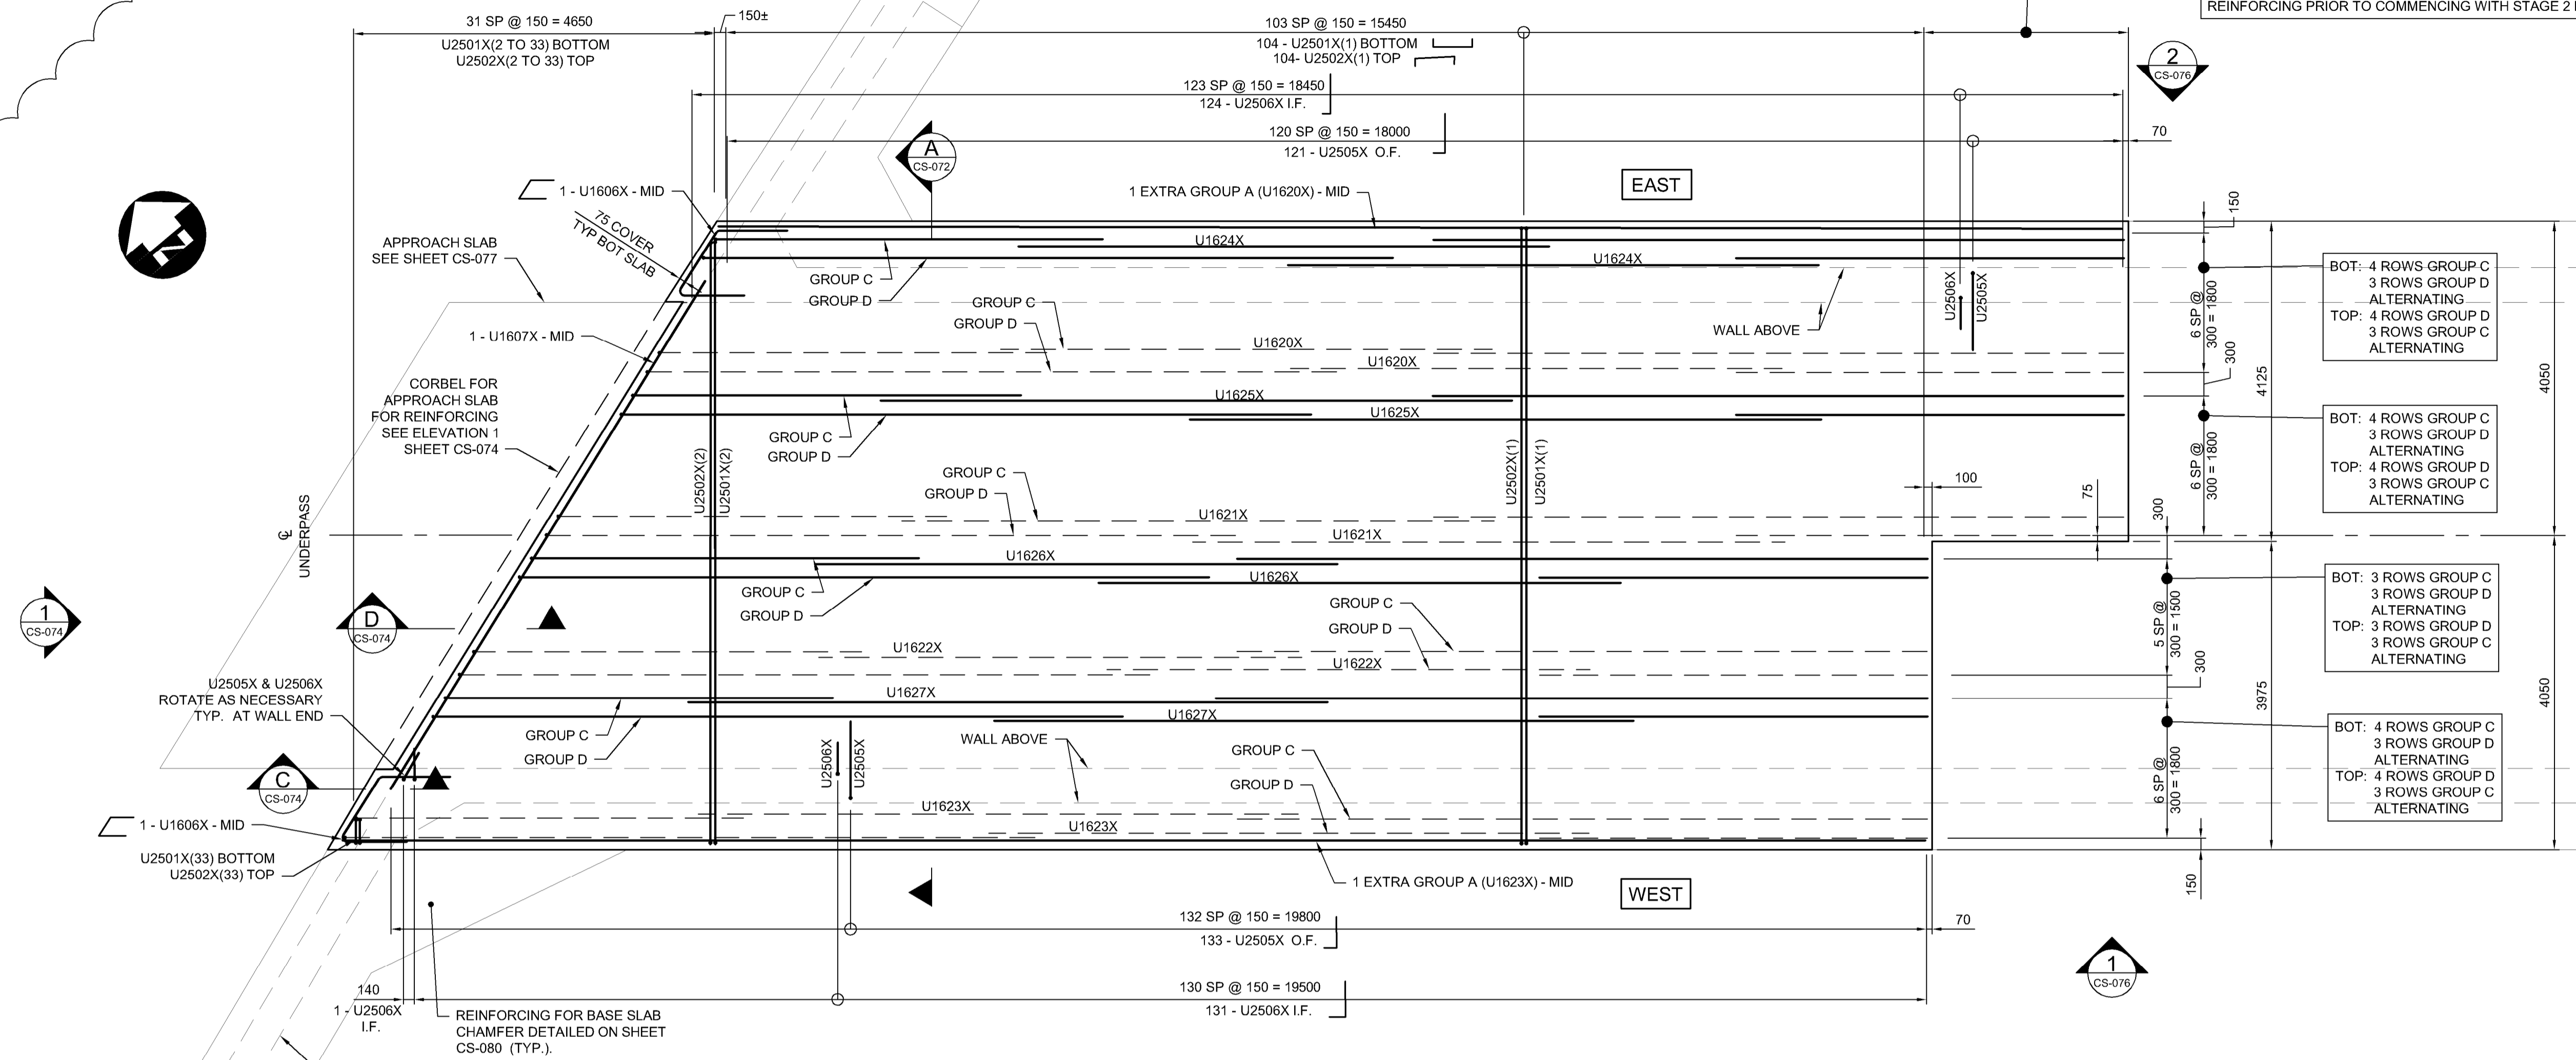 REINFORCING PRIOR TO COMMENCING WITH STAGE 2
31 SP @ 150 = 4650
U2501X(2 TO 33) BOTTOM
U2502X(2 TO 33) TOP
150±
103 SP @ 150 = 15450
104 - U2501X(1) BOTTOM
104- U2502X(1) TOP
2
CS-076
123 SP @ 150 = 18450
124 - U2506X I.F.
120 SP @ 150 = 18000
121 - U2505X  O.F.
70
A
CS-072
1 - U1606X - MID
1 EXTRA GROUP A (U1620X) - MID
EAST
150
N
75 COVER
TYP BOT SLAB
APPROACH SLAB
SEE SHEET CS-077
U1624X
U1624X
GROUP C
GROUP D
GROUP C
GROUP D
U2506X
U2505X
WALL ABOVE
6 SP @
300 = 1800
BOT:  4 ROWS GROUP C
3 ROWS GROUP D
ALTERNATING
TOP:  4 ROWS GROUP D
3 ROWS GROUP C
ALTERNATING
1 - U1607X - MID
U1620X
U1620X
300
4125
4050
CORBEL FOR
APPROACH SLAB
FOR REINFORCING
SEE ELEVATION 1
SHEET CS-074
U1625X
U1625X
GROUP C
GROUP D
6 SP @
300 = 1800
BOT:  4 ROWS GROUP C
3 ROWS GROUP D
ALTERNATING
TOP:  4 ROWS GROUP D
3 ROWS GROUP C
ALTERNATING
U2502X(2)
U2501X(2)
U2502X(1)
U2501X(1)
GROUP C
GROUP D
100
75
300
℄
UNDERPASS
U1621X
U1621X
U1626X
U1626X
GROUP C
GROUP D
1
CS-074
D
CS-074
GROUP C
GROUP D
5 SP @
300 = 1500
BOT:  3 ROWS GROUP C
3 ROWS GROUP D
ALTERNATING
TOP:  3 ROWS GROUP D
3 ROWS GROUP C
ALTERNATING
U1622X
U1622X
300
3975
4050
U2505X & U2506X
ROTATE AS NECESSARY
TYP.  AT WALL END
U1627X
U1627X
GROUP C
GROUP D
WALL ABOVE
U2506X
U2505X
GROUP C
GROUP D
6 SP @
300 = 1800
BOT:  4 ROWS GROUP C
3 ROWS GROUP D
ALTERNATING
TOP:  4 ROWS GROUP D
3 ROWS GROUP C
ALTERNATING
C
CS-074
U1623X
U1623X
1 - U1606X - MID
U2501X(33) BOTTOM
U2502X(33) TOP
1 EXTRA GROUP A (U1623X) - MID
WEST
150
132 SP @ 150 = 19800
133 - U2505X  O.F.
70
1
CS-076
140
1 - U2506X
I.F.
130 SP @ 150 = 19500
131 - U2506X I.F.
REINFORCING FOR BASE SLAB
CHAMFER DETAILED ON SHEET
CS-080  (TYP.).